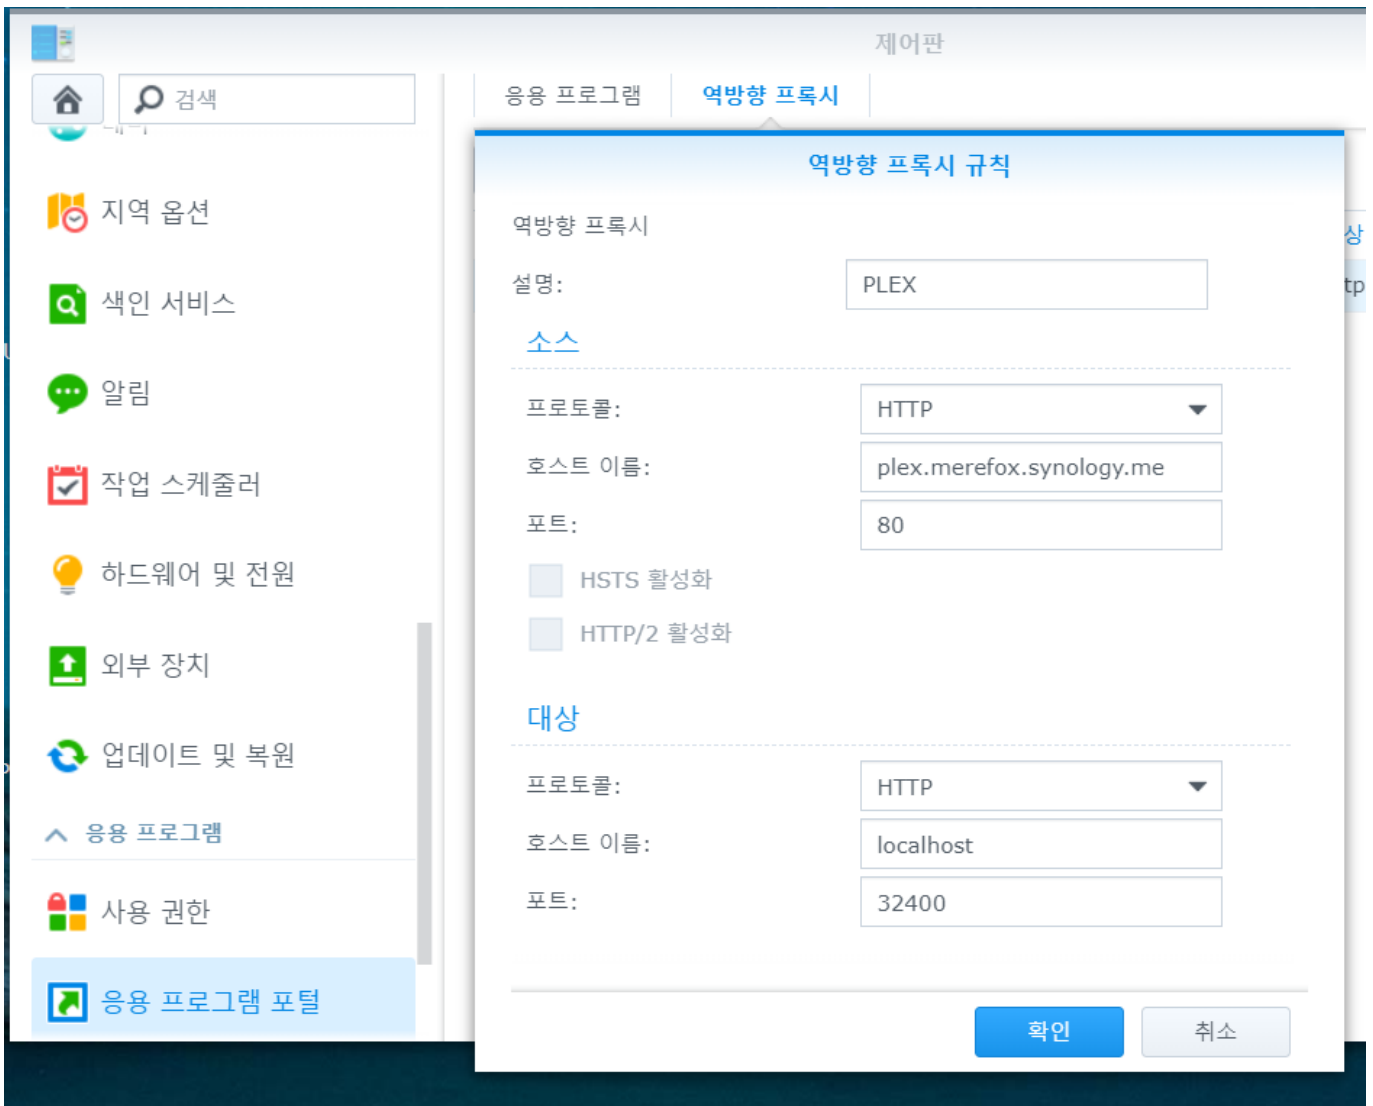 제어판
검색
응용 프로그램
역방향 프록시
지역 옵션
색인 서비스
알림
작업 스케줄러
하드웨어 및 전원
외부 장치
업데이트 및 복원
응용 프로그램
사용 권한
응용 프로그램 포털
역방향 프록시 규칙
역방향 프록시
설명: PLEX
소스
프로토콜: HTTP
호스트 이름: plex.merefox.synology.me
포트: 80
HSTS 활성화
HTTP/2 활성화
대상
프로토콜: HTTP
호스트 이름: localhost
포트: 32400
확인 취소
상
tp